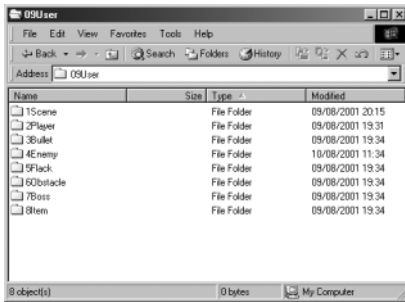 09User
File Edit View Favorites Tools Help
Back Search Folders History
Address 09User
Name Size Type Modified
1Scene File Folder 09/08/2001 20:15
2Player File Folder 09/08/2001 19:31
3Bullet File Folder 09/08/2001 19:34
4Enemy File Folder 10/08/2001 11:34
5Flack File Folder 09/08/2001 19:34
6Obstacle File Folder 09/08/2001 19:34
7Boss File Folder 09/08/2001 19:34
8Item File Folder 09/08/2001 19:34
8 object(s) 0 bytes My Computer